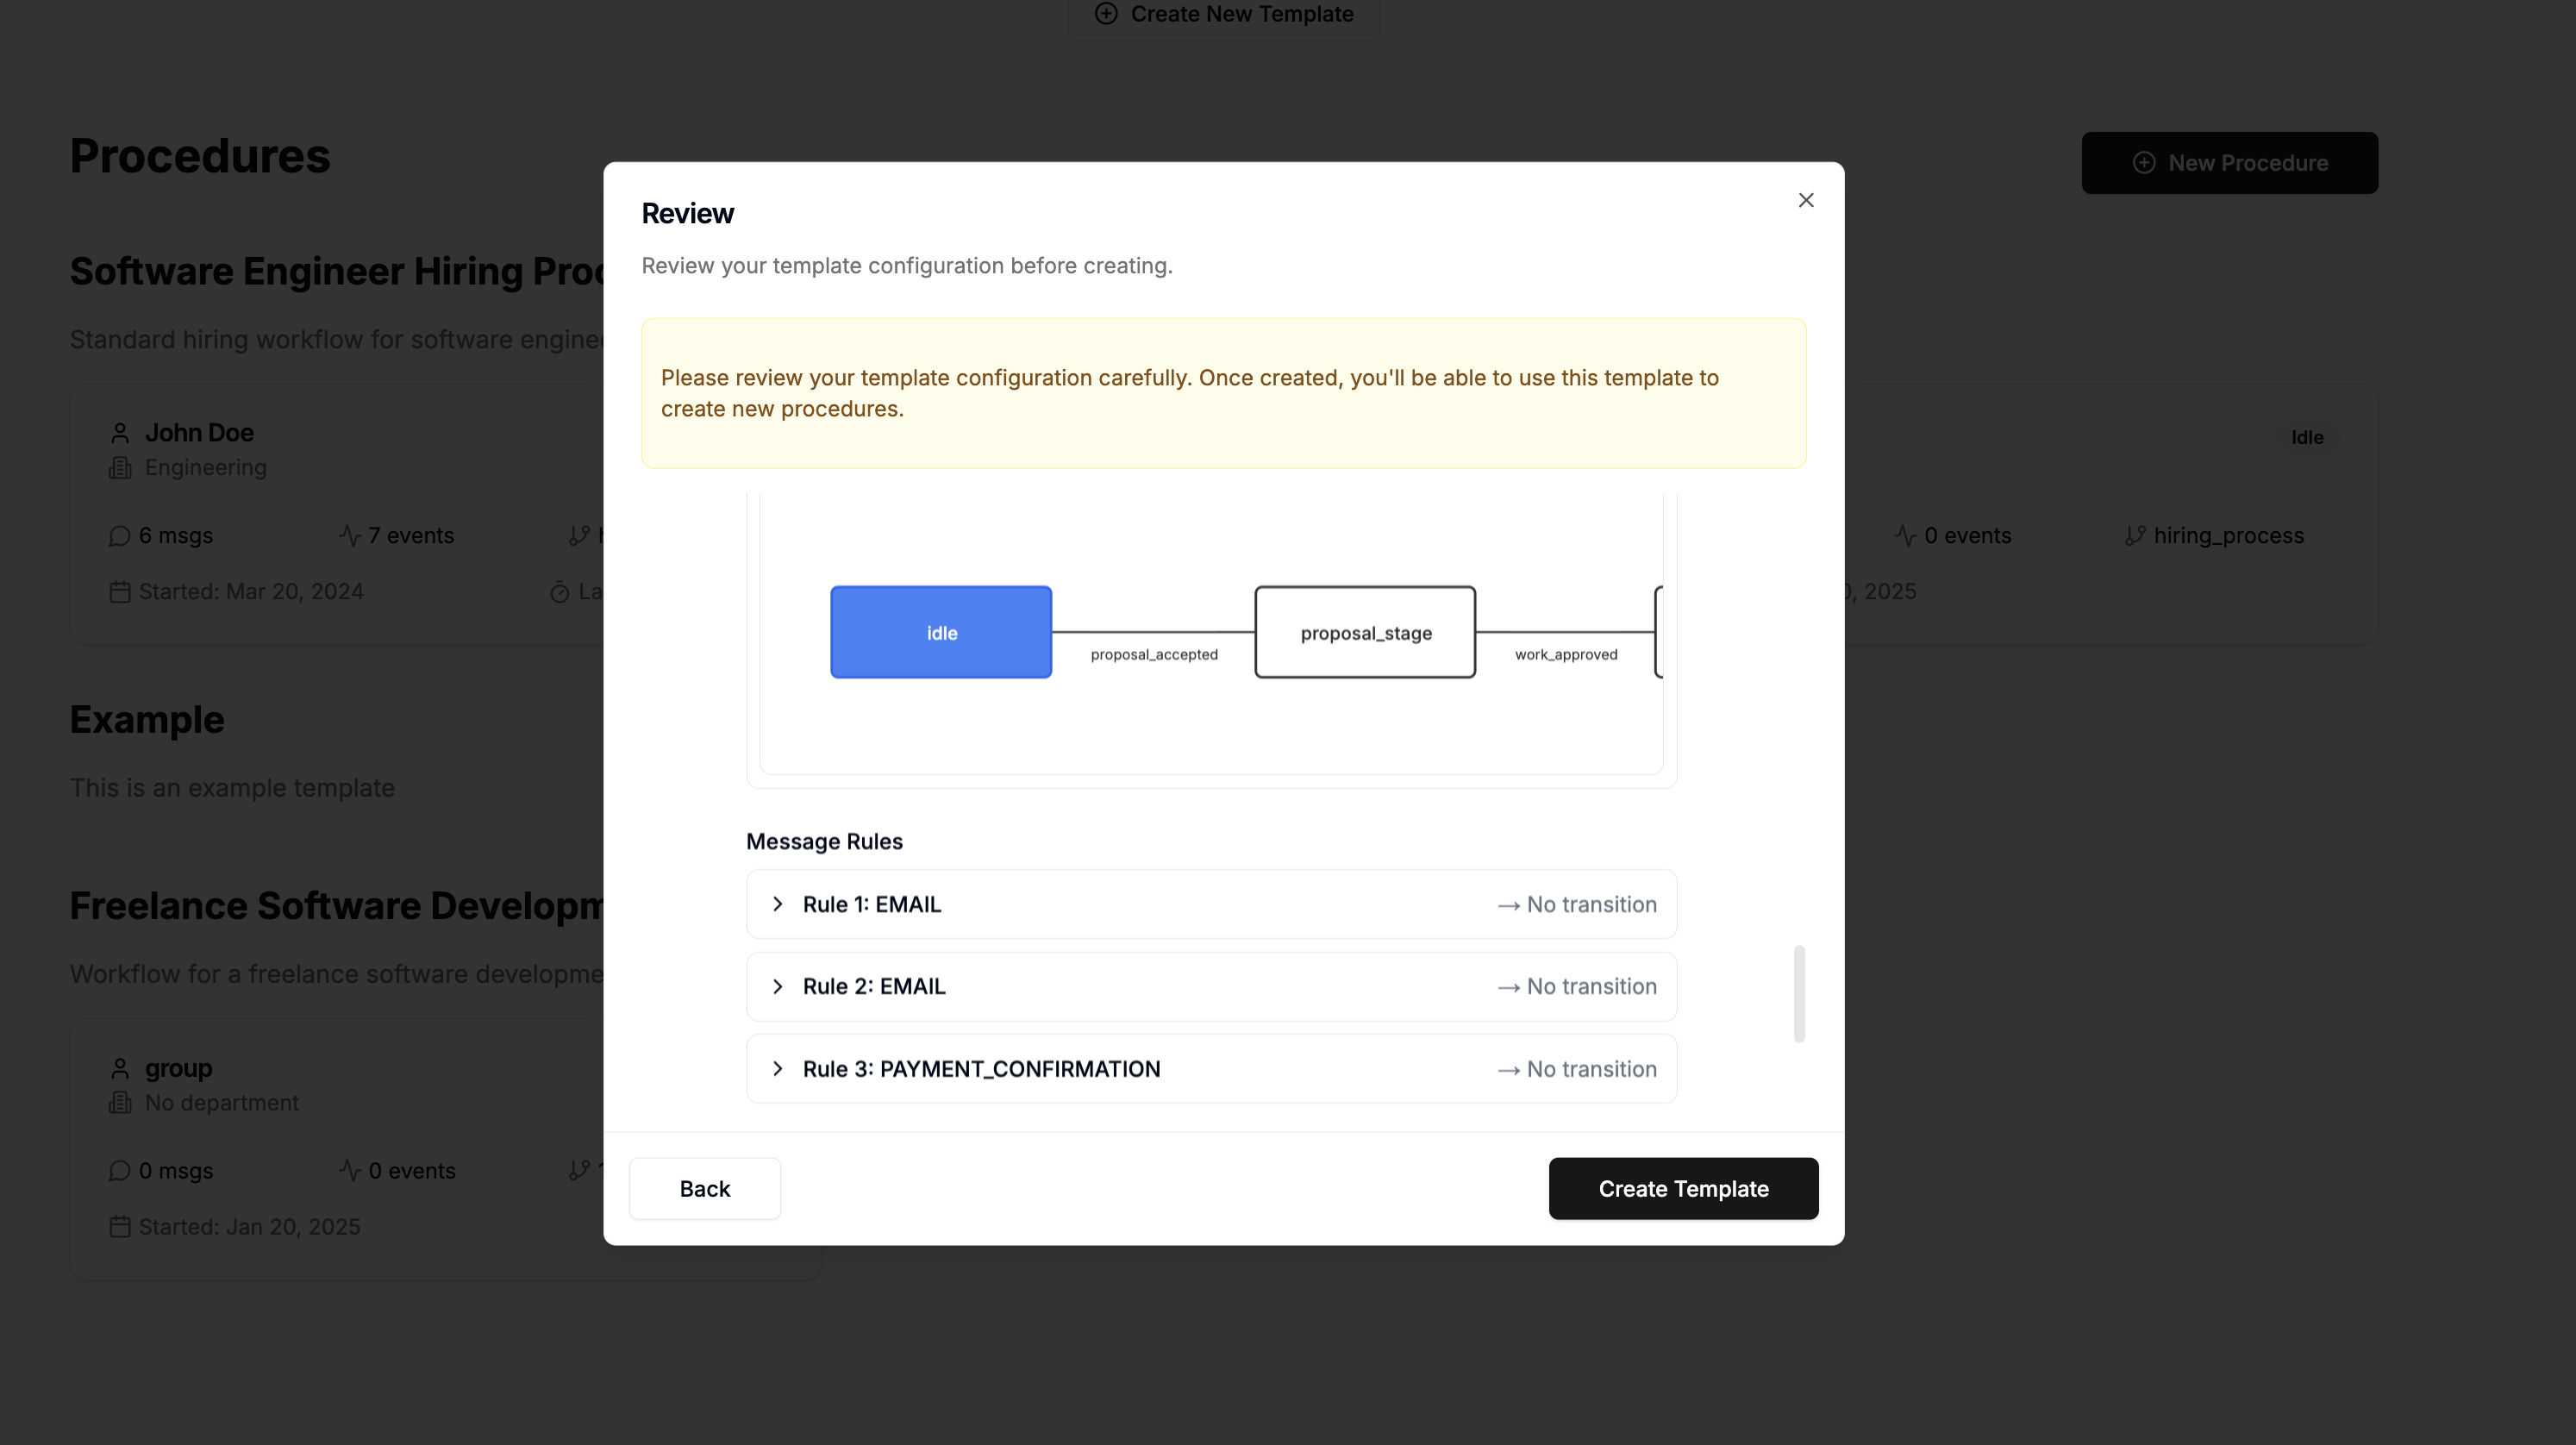 Create New Template
Procedures
New Procedure
Software Engineer Hiring
Standard hiring workflow for software
John Doe
Engineering
Idle
6 msgs
7 events
0 events
hiring_process
Started: Mar 20, 2024
2025
Example
This is an example template
Freelance Software
Workflow for a freelance software
group
No department
0 msgs
0 events
Started: Jan 20, 2025
Review
Review your template configuration before creating.
Please review your template configuration carefully. Once created, you'll be able to use this template to
create new procedures.
idle
proposal_accepted
proposal_stage
work_approved
Message Rules
Rule 1: EMAIL
→ No transition
Rule 2: EMAIL
→ No transition
Rule 3: PAYMENT_CONFIRMATION
→ No transition
Back
Create Template